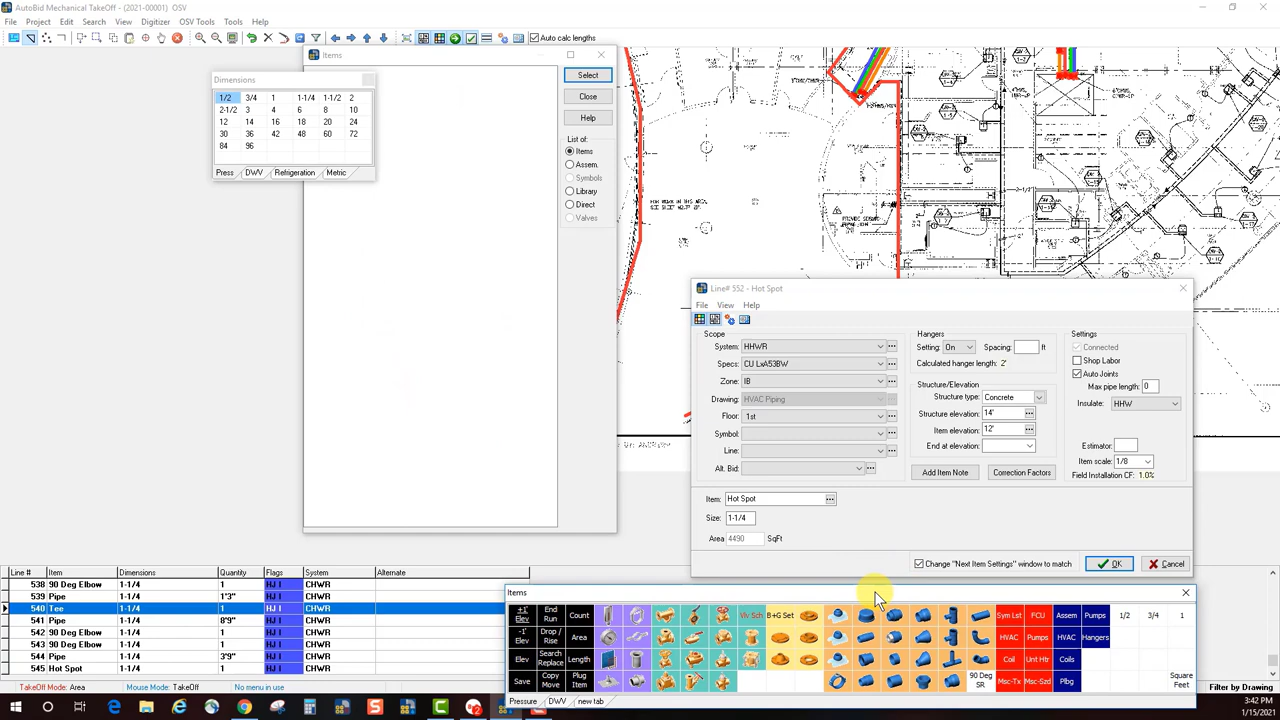 AutoBid Mechanical TakeOff - (2021-00001) - OSV
File Project Edit Search View Digitizer OSV Tools Tools Help
Auto calc lengths
Items
Select
Close
Help
List of:
Items
Assem.
Symbols
Library
Direct
Valves
Dimensions
1/2 3/4 1 1-1/4 1-1/2 2
2-1/2 3 4 6 8 10
12 14 16 18 20 24
30 36 42 48 60 72
84 96
Press DWV Refrigeration Metric
Line# 552 - Hot Spot
File View Help
Scope
System: HHWR
Specs: CU LxA53BW
Zone: IB
Drawing: HVAC Piping
Floor: 1st
Symbol:
Line:
Alt. Bid:
Hangers
Setting: On Spacing: ft
Calculated hanger length: 2'
Structure/Elevation
Structure type: Concrete
Structure elevation: 14'
Item elevation: 12'
End at elevation:
Add Item Note Correction Factors
Settings
Connected
Shop Labor
Auto Joints
Max pipe length: 0
Insulate: HHW
Estimator:
Item scale: 1/8
Field Installation CF: 1.0%
Item: Hot Spot
Size: 1-1/4
Area 4490 SqFt
Change "Next Item Settings" window to match OK Cancel
Line # Item Dimensions Quantity Flags System Alternate
538 90 Deg Elbow 1-1/4 1 HJ I CHWR
539 Pipe 1-1/4 1'3" HJ I CHWR
540 Tee 1-1/4 1 HJ I CHWR
541 Pipe 1-1/4 8'9" HJ I CHWR
542 90 Deg Elbow 1-1/4 1 HJ I CHWR
543 90 Deg Elbow 1-1/4 1 HJ I CHWR
544 Pipe 1-1/4 3'9" HJ I CHWR
545 Hot Spot 1-1/4 1 HJ I CHWR
Items
+1' Elev End Run Count Vlv Sch B+G Set Sym Lst FCU Assem Pumps 1/2 3/4 1
-1' Elev Drop / Rise Area HVAC Pumps HVAC Hangers
Elev Search Replace Length Coil Unt Htr Coils
Save Copy Move Plug Item 90 Deg SR Msc-Tx Msc-Szd Plbg Square Feet
Pressure DWV new tab
TakeOff Mode: Area Mouse Mode: TakeOff No menu in use Filter by Drawing
3:42 PM
1/15/2021